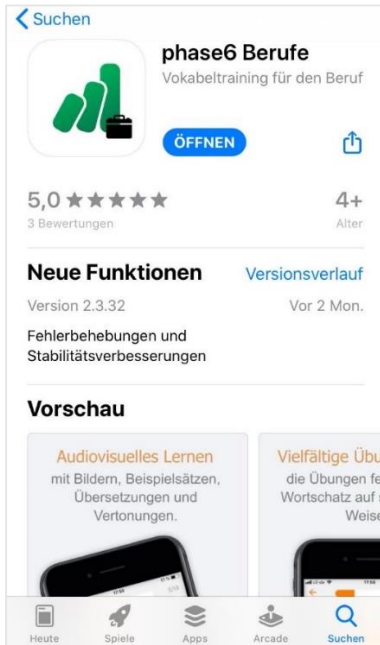 Suchen
phase6 Berufe
Vokabeltraining für den Beruf
ÖFFNEN
5,0 ★★★★★
4+
3 Bewertungen
Alter
Neue Funktionen
Versionsverlauf
Version 2.3.32
Vor 2 Mon.
Fehlerbehebungen und
Stabilitätsverbesserungen
Vorschau
Audiovisuelles Lernen
mit Bildern, Beispielsätzen,
Übersetzungen und
Vertonungen.
Vielfältige Übu
die Übungen fe
Wortschatz auf
Weise
Heute
Spiele
Apps
Arcade
Suchen